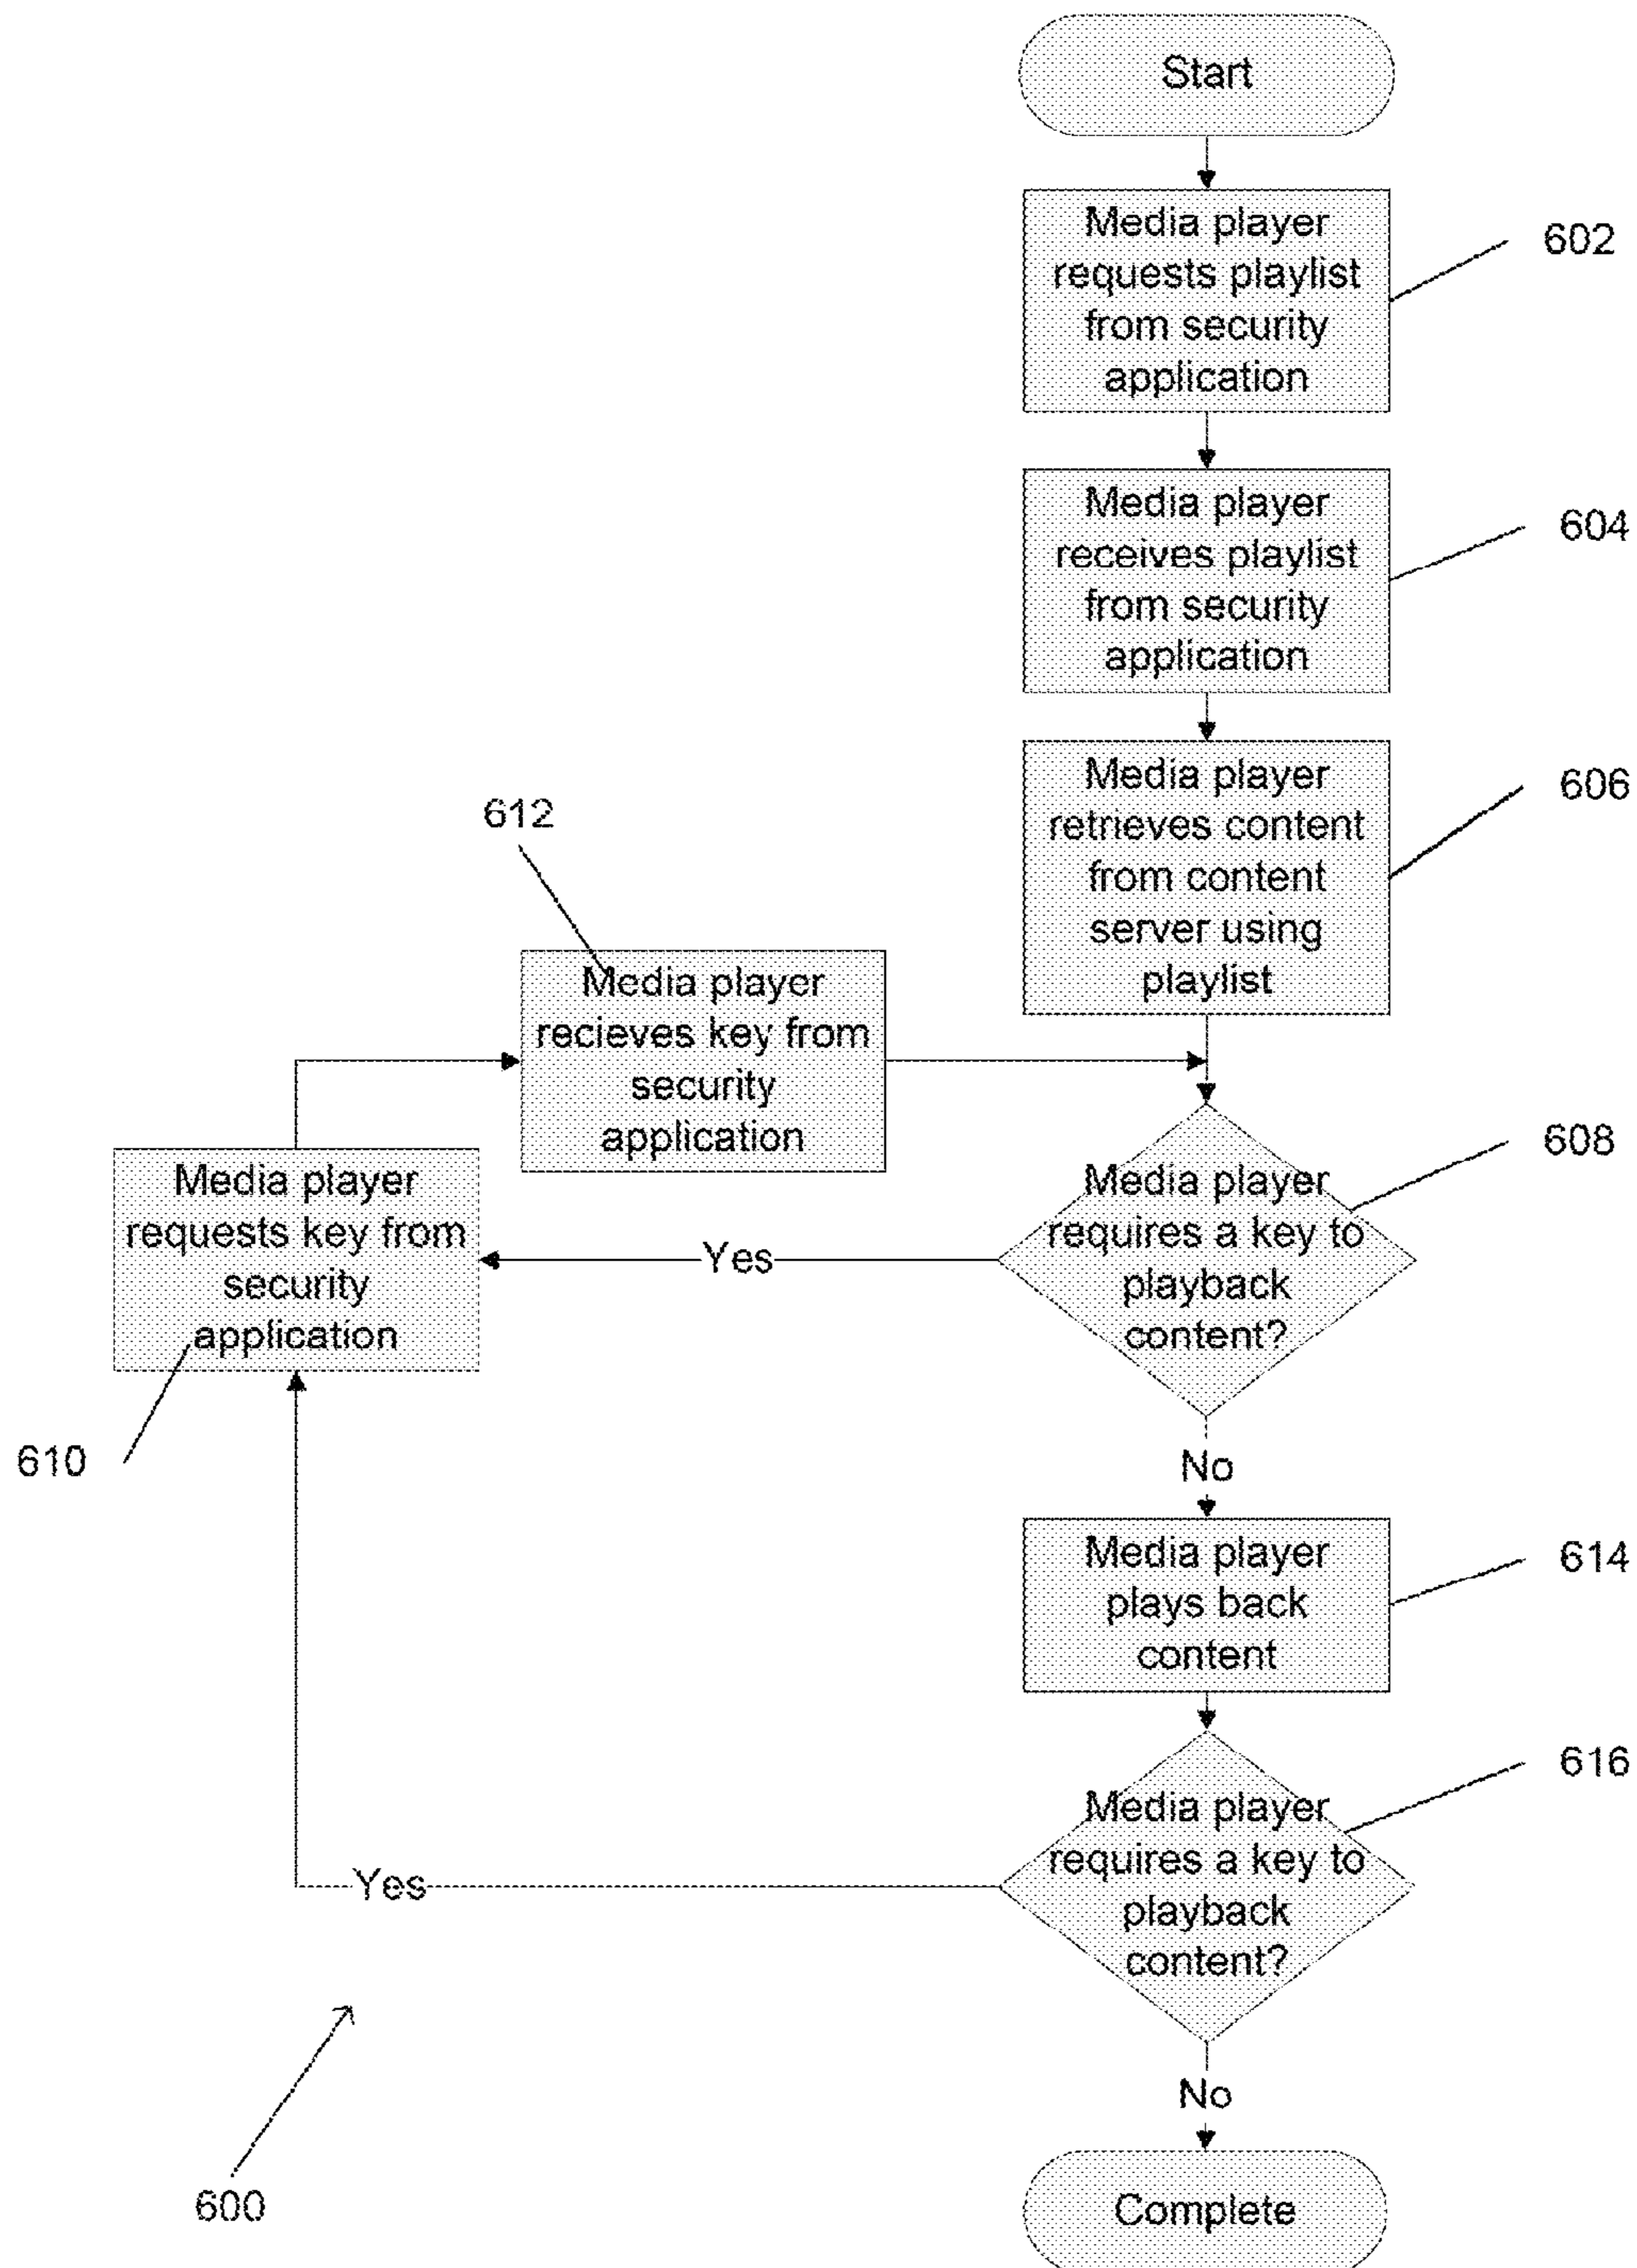 Start
Media player
requests playlist
from security
application
602
Media player
receives playlist
from security
application
604
Media player
retrieves content
from content
server using
playlist
606
612
Media player
recieves key from
security
application
Media player
requires a key to
playback
content?
608
Yes
Media player
requests key from
security
application
610
No
Media player
plays back
content
614
Media player
requires a key to
playback
content?
616
Yes
No
600
Complete